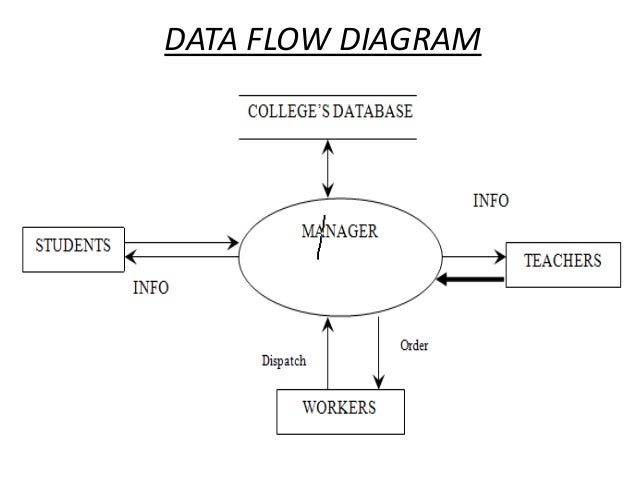 DATA FLOW DIAGRAM
COLLEGE'S DATABASE
INFO
MANAGER
STUDENTS
TEACHERS
INFO
Order
Dispatch
WORKERS